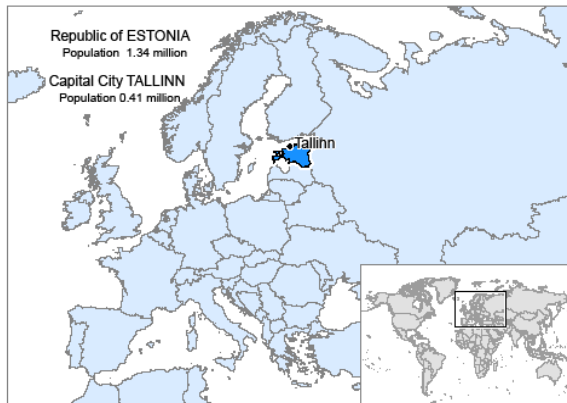 Republic of ESTONIA
Population 1.34 million
Capital City TALLINN
Population 0.41 million
Tallinn